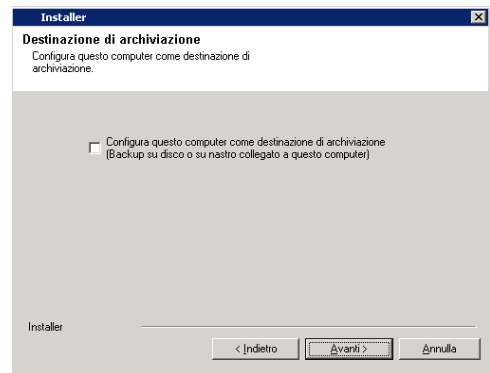 Installer
Destinazione di archiviazione
Configura questo computer come destinazione di
archiviazione.
Configura questo computer come destinazione di archiviazione
(Backup su disco o su nastro collegato a questo computer)
Installer
< Indietro
Avanti >
Annulla